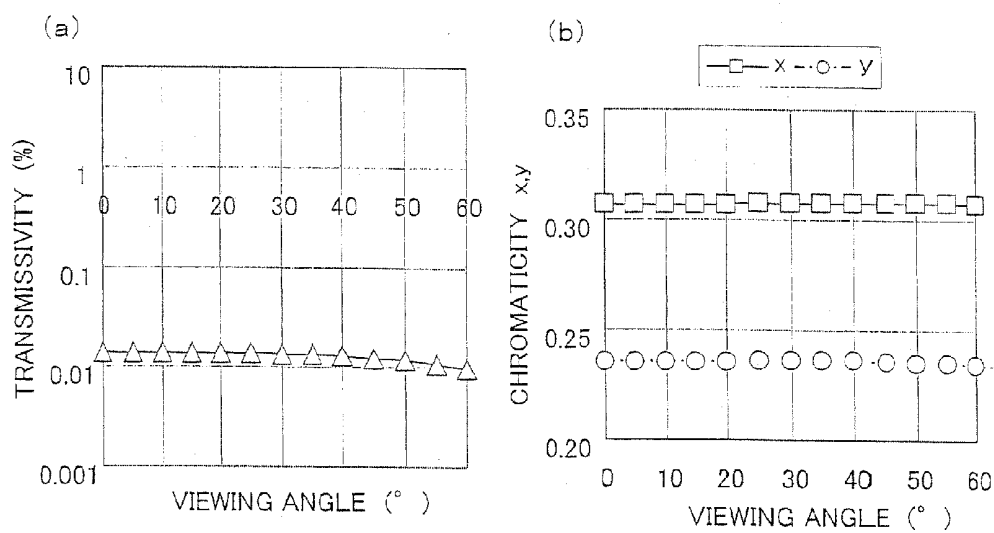 (a)
10
1
0.1
0.01
0.001
0 10 20 30 40 50 60
TRANSMISSIVITY (%)
VIEWING ANGLE (° )
(b)
x y
0.35
0.30
0.25
0.20
0 10 20 30 40 50 60
CHROMATICITY x,y
VIEWING ANGLE (° )